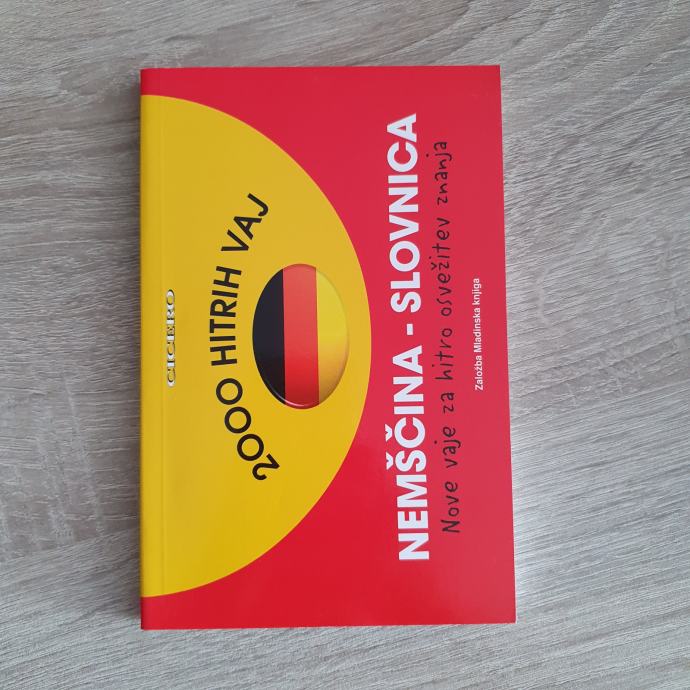 CICERO
2000 HITRIH VAJ
NEMŠČINA - SLOVNICA
Nove vaje za hitro osvežitev znanja
Založba Mladinska knjiga